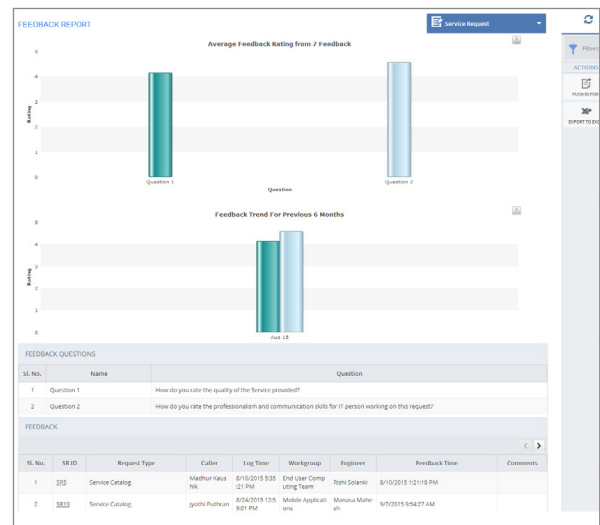 FEEDBACK REPORT
Service Request
Filters
ACTIONS
PUSH REPOR
EXPORT TO EXC
Average Feedback Rating from 7 Feedback
5
4
3
2
1
0
Rating
Question 1
Question 2
Question
Feedback Trend For Previous 6 Months
5
4
3
2
1
0
Rating
Aug 15
FEEDBACK QUESTIONS
Sl. No. Name Question
1 Question 1 How do you rate the quality of the Service provided?
2 Question 2 How do you rate the professionalism and communication skills for IT person working on this request?
FEEDBACK
Sl. No. SR ID Request Type Caller Log Time Workgroup Engineer Feedback Time Comments
1 SR5 Service Catalog Madhur Kaus hik 8/10/2015 5:35 :21 PM End User Comp uting Team Rishi Solanki 8/10/2015 1:21:18 PM
2 SR19 Service Catalog Jyothi Puthran 8/24/2015 12:5 9:01 PM Mobile Applicati ons Manasa Mahe sh 9/7/2015 9:54:27 AM